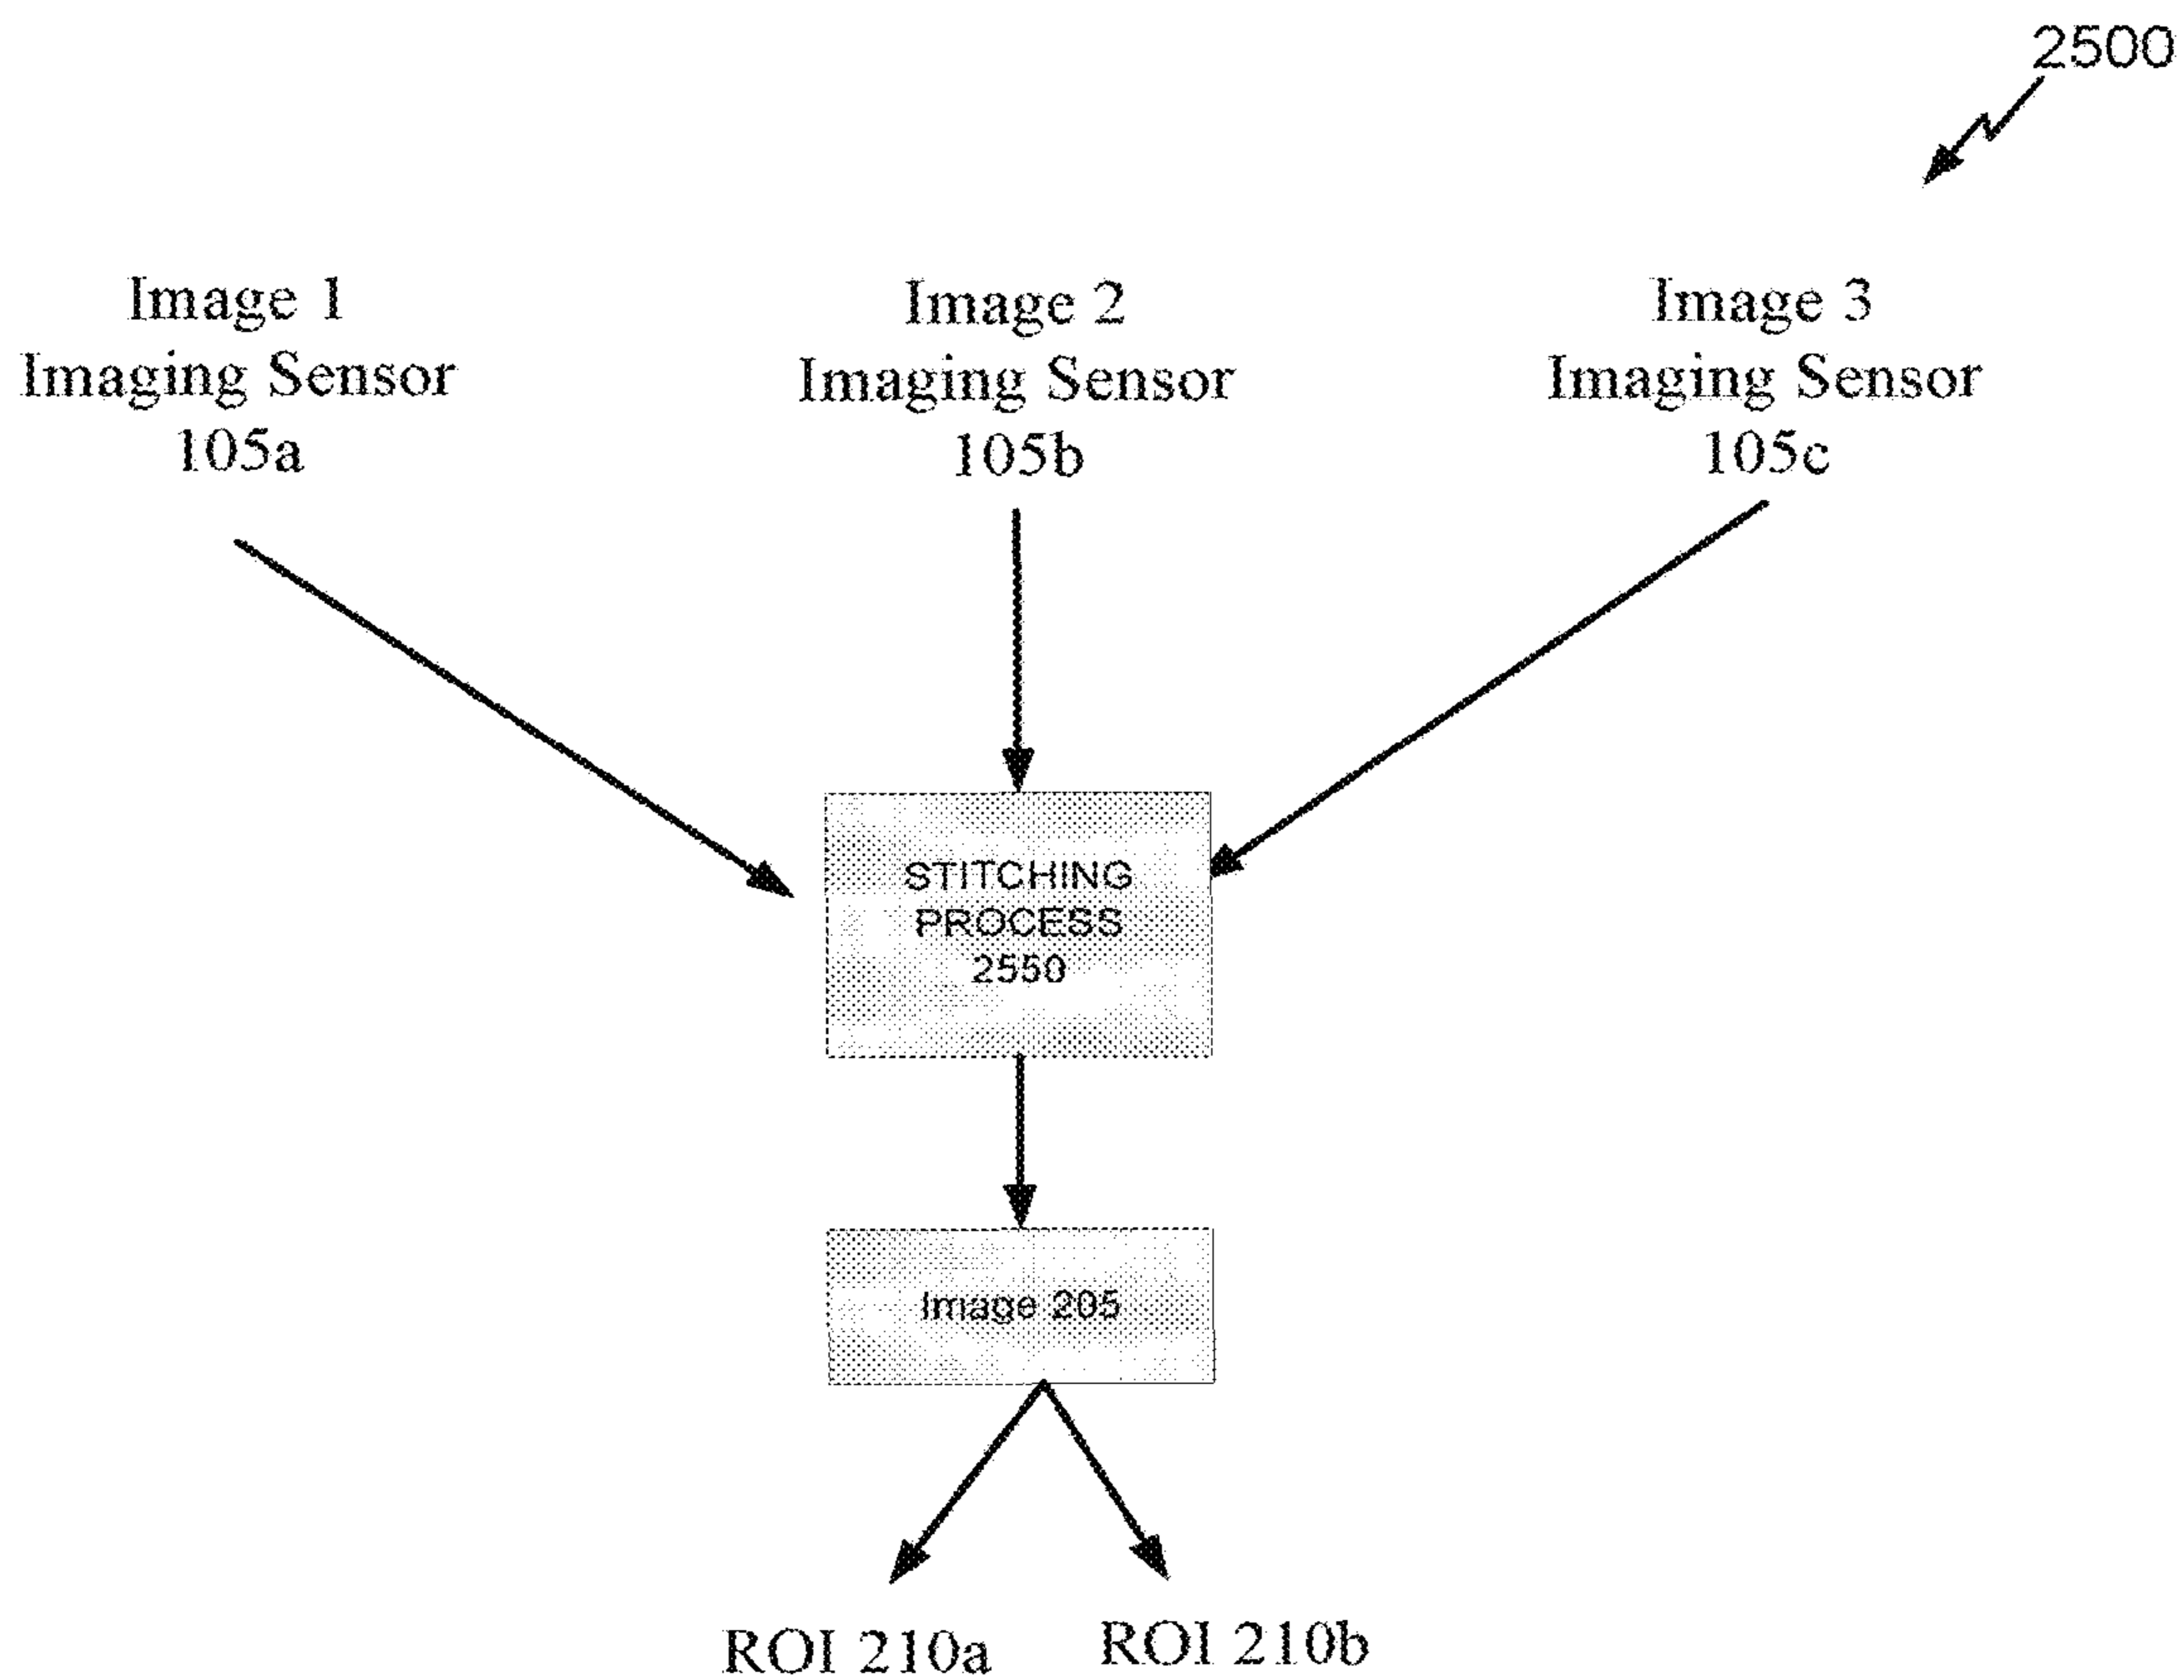 2500
Image 1
Imaging Sensor
105a
Image 2
Imaging Sensor
105b
Image 3
Imaging Sensor
105c
STITCHING
PROCESS
2550
Image 205
ROI 210a
ROI 210b